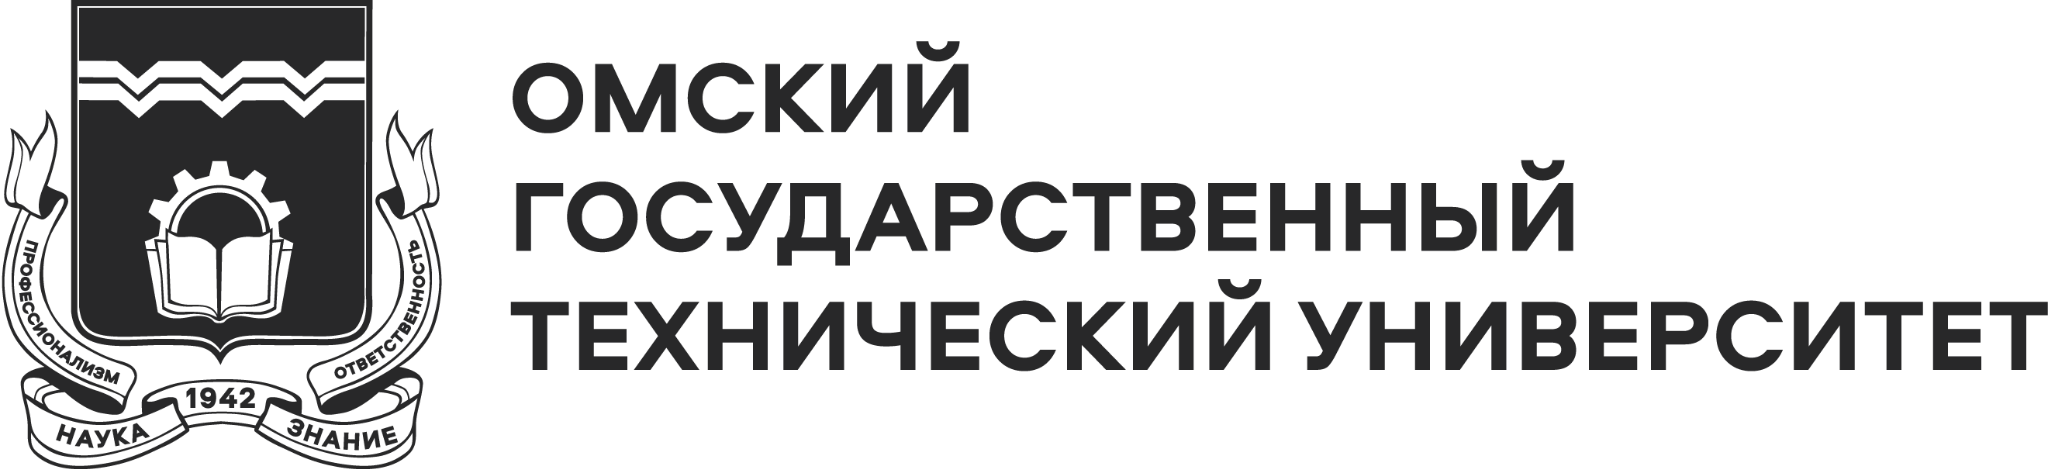 ПРОФЕССИОНАЛИЗМ
ОТВЕТСТВЕННОСТЬ
1942
НАУКА
ЗНАНИЕ
ОМСКИЙ
ГОСУДАРСТВЕННЫЙ
ТЕХНИЧЕСКИЙ УНИВЕРСИТЕТ